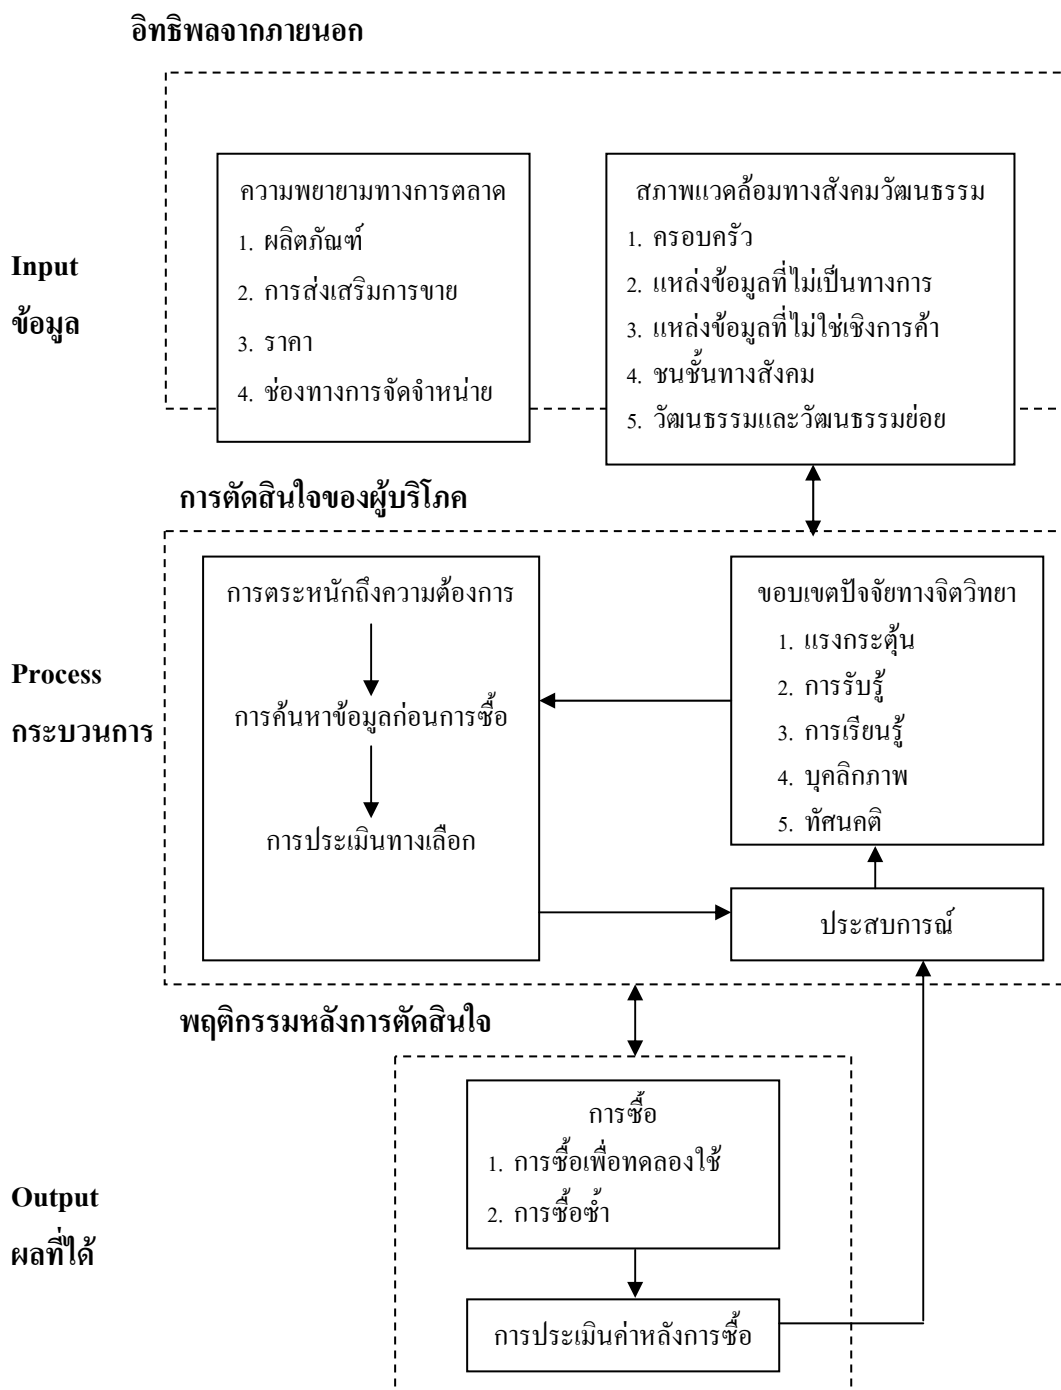 อิทธิพลจากภายนอก
Input
ข้อมูล
ความพยายามทางการตลาด
1. ผลิตภัณฑ์
2. การส่งเสริมการขาย
3. ราคา
4. ช่องทางการจัดจำหน่าย
สภาพแวดล้อมทางสังคมวัฒนธรรม
1. ครอบครัว
2. แหล่งข้อมูลที่ไม่เป็นทางการ
3. แหล่งข้อมูลที่ไม่ใช่เชิงการค้า
4. ชนชั้นทางสังคม
5. วัฒนธรรมและวัฒนธรรมย่อย
การตัดสินใจของผู้บริโภค
Process
กระบวนการ
การตระหนักถึงความต้องการ
การค้นหาข้อมูลก่อนการซื้อ
การประเมินทางเลือก
ขอบเขตปัจจัยทางจิตวิทยา
1. แรงกระตุ้น
2. การรับรู้
3. การเรียนรู้
4. บุคลิกภาพ
5. ทัศนคติ
ประสบการณ์
พฤติกรรมหลังการตัดสินใจ
Output
ผลที่ได้
การซื้อ
1. การซื้อเพื่อทดลองใช้
2. การซื้อซ้ำ
การประเมินค่าหลังการซื้อ